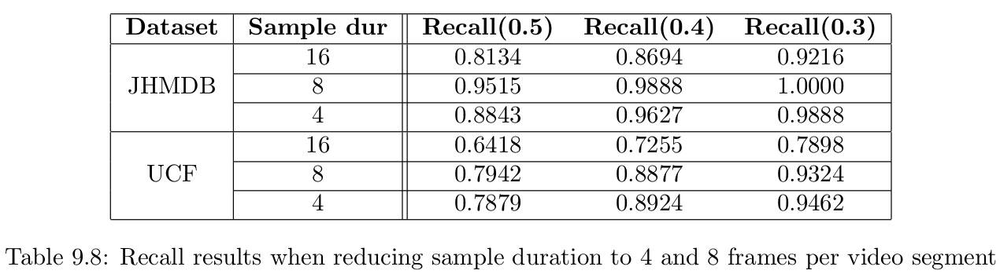 Dataset Sample dur Recall(0.5) Recall(0.4) Recall(0.3)
JHMDB 16 0.8134 0.8694 0.9216
8 0.9515 0.9888 1.0000
4 0.8843 0.9627 0.9888
UCF 16 0.6418 0.7255 0.7898
8 0.7942 0.8877 0.9324
4 0.7879 0.8924 0.9462
Table 9.8: Recall results when reducing sample duration to 4 and 8 frames per video segment